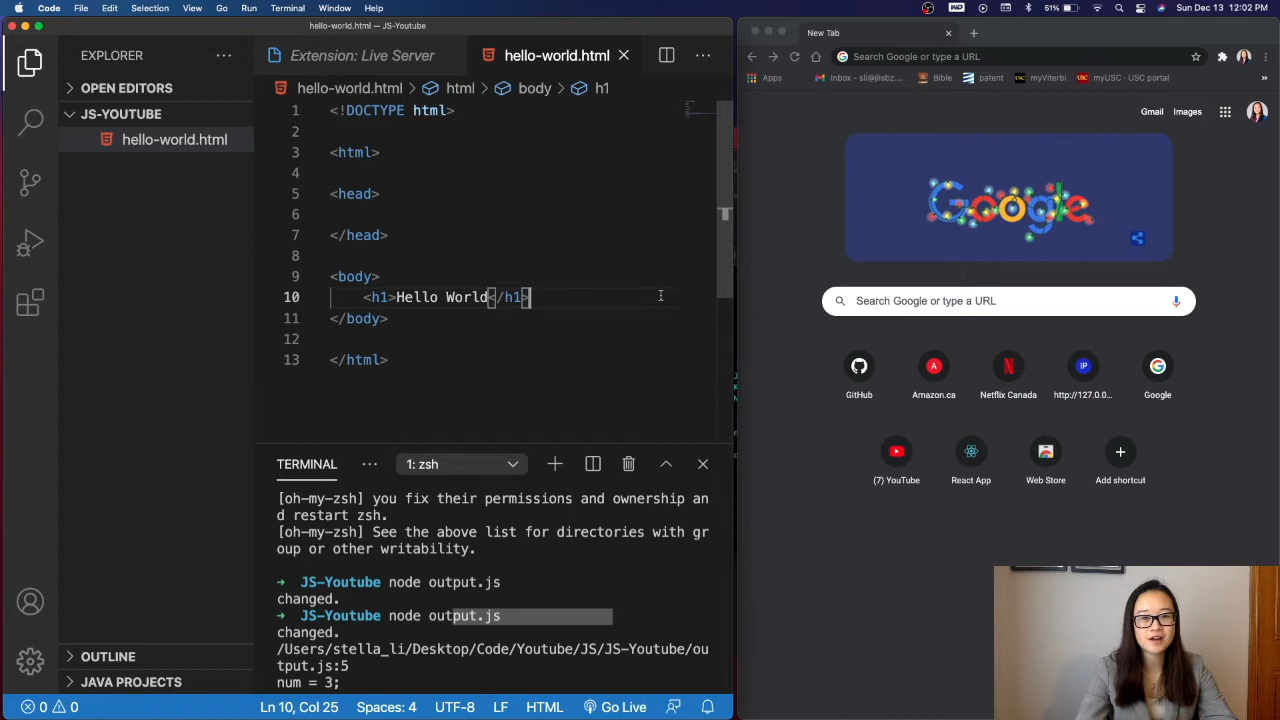 Code File Edit Selection View Go Run Terminal Window Help
51% Sun Dec 13 12:02 PM
hello-world.html — JS-Youtube
EXPLORER
OPEN EDITORS
JS-YOUTUBE
hello-world.html
OUTLINE
JAVA PROJECTS
Extension: Live Server
hello-world.html
hello-world.html > html > body > h1
1 <!DOCTYPE html>
2
3 <html>
4
5 <head>
6
7 </head>
8
9 <body>
10 <h1>Hello World</h1>
11 </body>
12
13 </html>
TERMINAL
1: zsh
[oh-my-zsh] you fix their permissions and ownership an
d restart zsh.
[oh-my-zsh] See the above list for directories with gr
oup or other writability.
→ JS-Youtube node output.js
changed.
→ JS-Youtube node output.js
changed.
/Users/stella_li/Desktop/Code/Youtube/JS/JS-Youtube/ou
tput.js:5
num = 3;
0 0 Ln 10, Col 25 Spaces: 4 UTF-8 LF HTML Go Live
New Tab
Search Google or type a URL
Apps Inbox - sli@jlisbz... Bible patent myViterbi myUSC - USC portal
Gmail Images
Google
Search Google or type a URL
GitHub Amazon.ca Netflix Canada http://127.0.0... Google
(7) YouTube React App Web Store Add shortcut